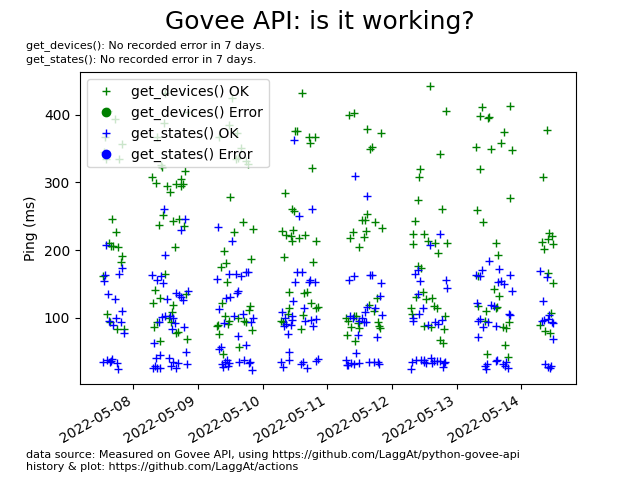 Govee API: is it working?
get_devices(): No recorded error in 7 days.
get_states(): No recorded error in 7 days.
get_devices() OK
get_devices() Error
get_states() OK
get_states() Error
Ping (ms)
400
300
200
100
2022-05-08
2022-05-09
2022-05-10
2022-05-11
2022-05-12
2022-05-13
2022-05-14
data source: Measured on Govee API, using https://github.com/LaggAt/python-govee-api
history & plot: https://github.com/LaggAt/actions